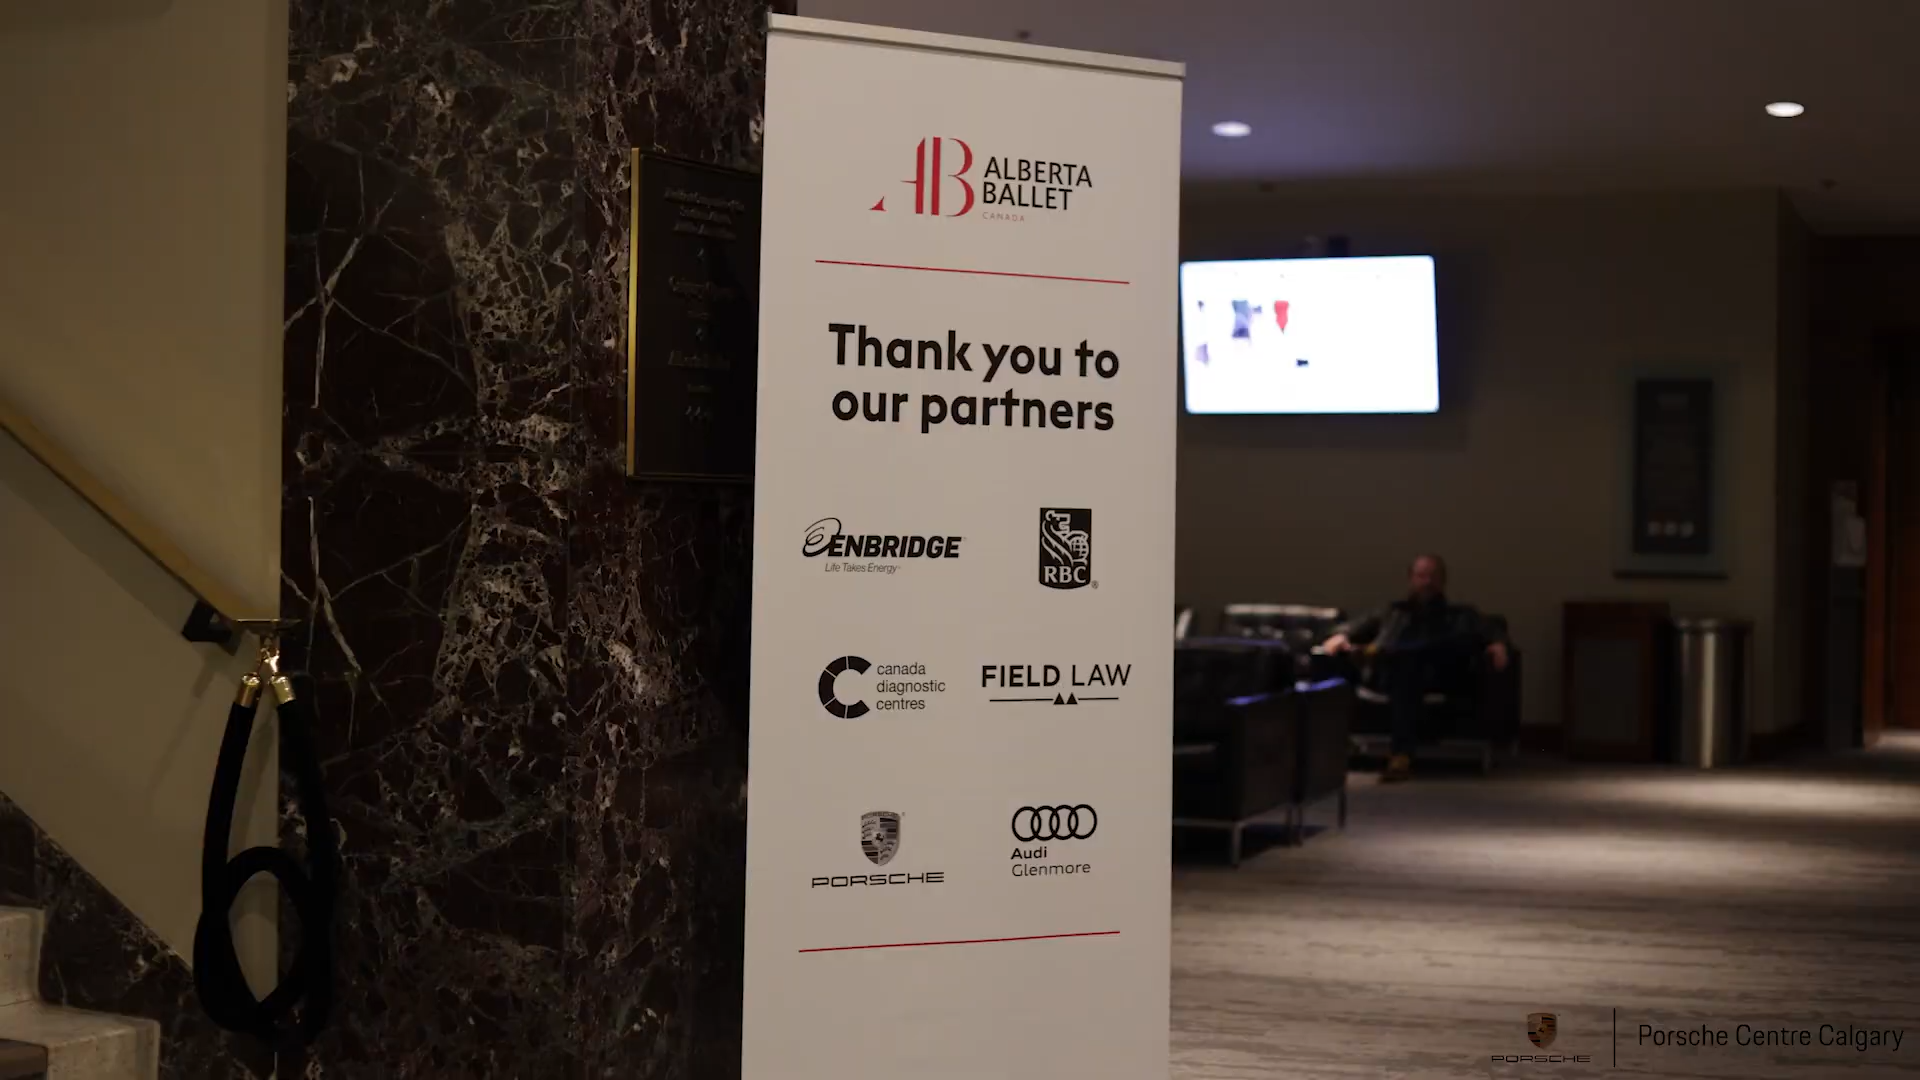 ALBERTA
BALLET
CANADA
Thank you to
our partners
ENBRIDGE
Life Takes Energy™
RBC®
canada
diagnostic
centres
FIELD LAW
PORSCHE
Audi
Glenmore
PORSCHE
Porsche Centre Calgary